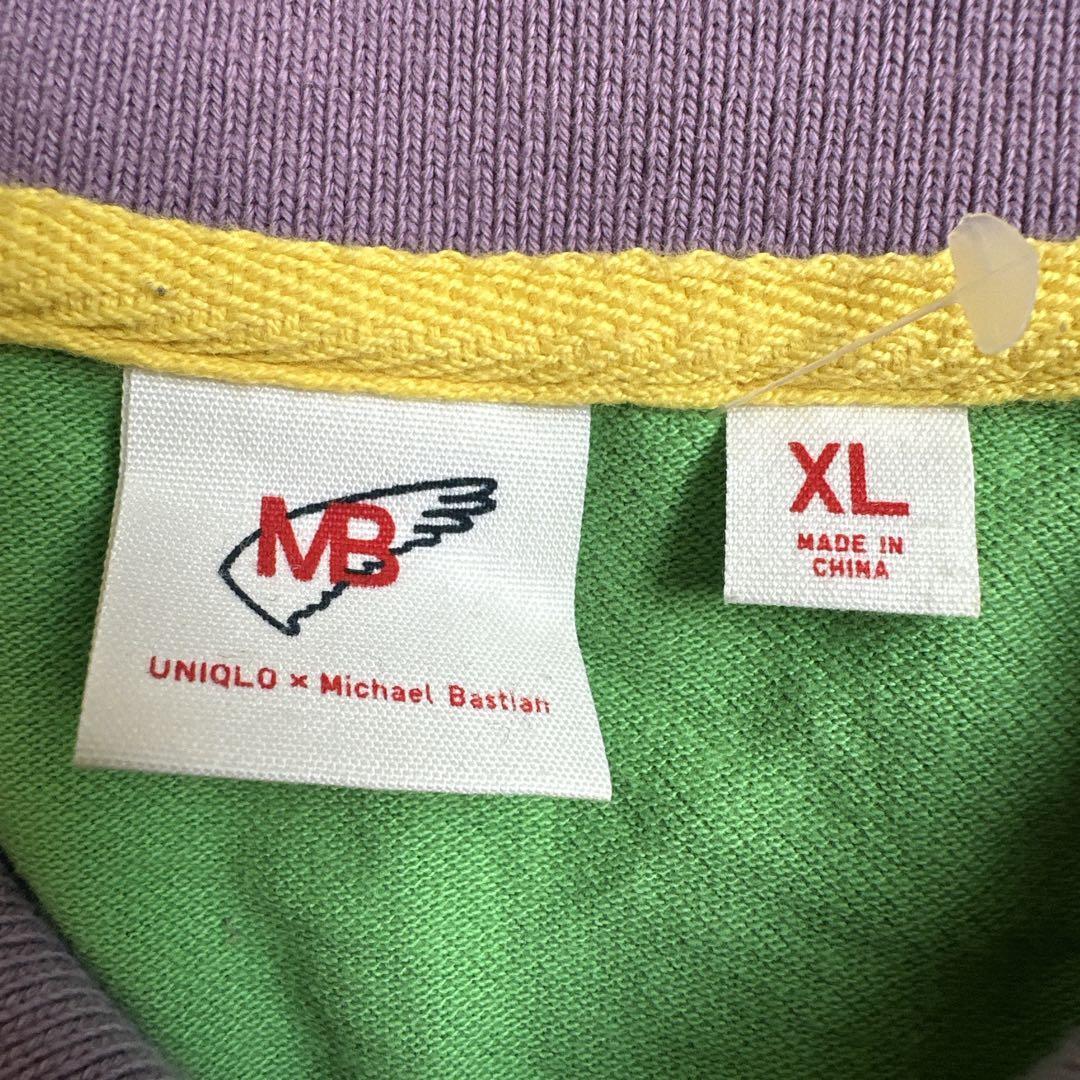 MB
UNIQLO × Michael Bastian
XL
MADE IN
CHINA